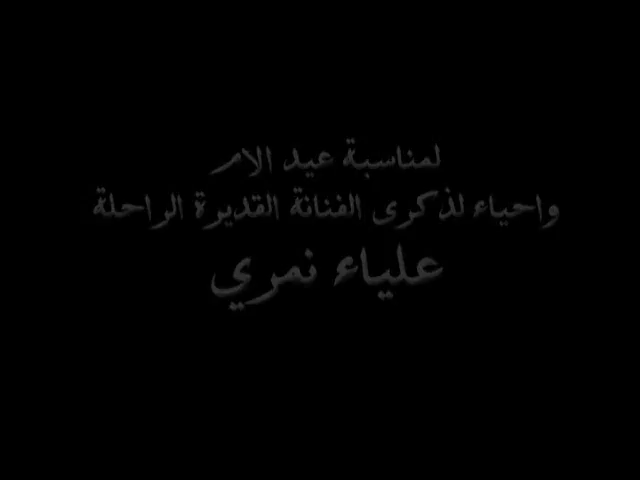 لمناسبة عيد الام
واحياء لذكرى الفنانة القديرة الراحلة
علياء نمري